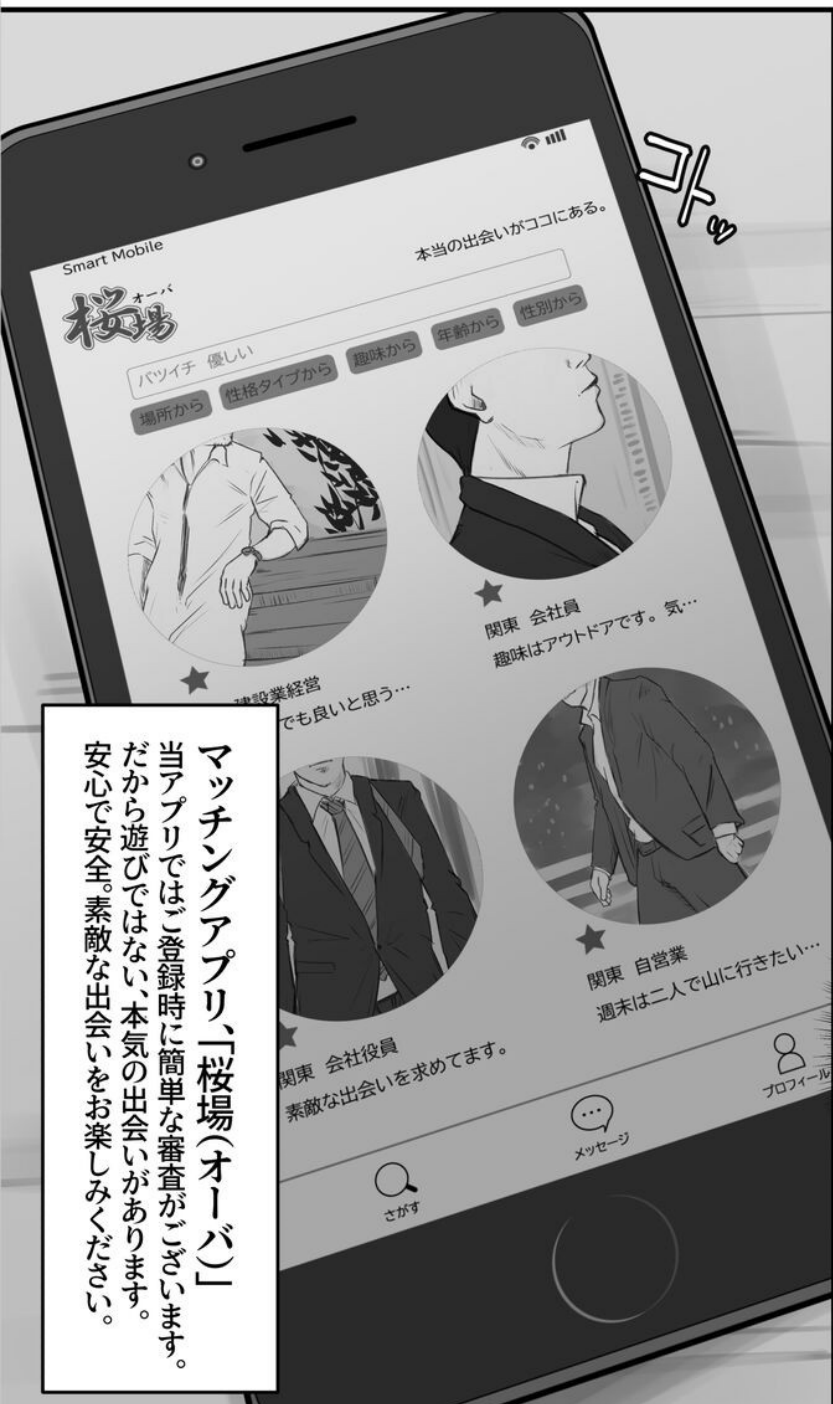 コトッ
Smart Mobile
本当の出会いがココにある。
桜場
オーバ
バツイチ 優しい
場所から
性格タイプから
趣味から
年齢から
性別から
建設業経営
でも良いと思う…
関東 会社員
趣味はアウトドアです。気…
関東 会社役員
素敵な出会いを求めてます。
関東 自営業
週末は二人で山に行きたい…
さがす
メッセージ
プロフィール
マッチングアプリ、「桜場(オーバ)」
当アプリではご登録時に簡単な審査がございます。
だから遊びではない、本気の出会いがあります。
安心で安全。素敵な出会いをお楽しみください。